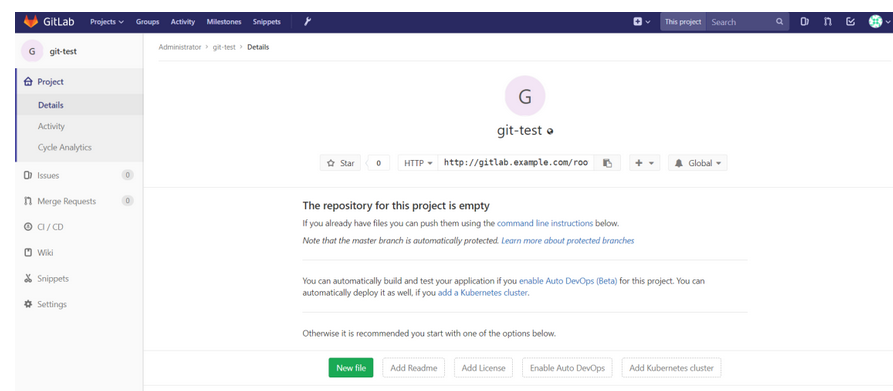 GitLab Projects Groups Activity Milestones Snippets This project Search
G git-test
Administrator > git-test > Details
Project
Details
Activity
Cycle Analytics
Issues 0
Merge Requests 0
CI / CD
Wiki
Snippets
Settings
G
git-test
Star 0 HTTP http://gitlab.example.com/roo + Global
The repository for this project is empty
If you already have files you can push them using the command line instructions below.
Note that the master branch is automatically protected. Learn more about protected branches
You can automatically build and test your application if you enable Auto DevOps (Beta) for this project. You can
automatically deploy it as well, if you add a Kubernetes cluster.
Otherwise it is recommended you start with one of the options below.
New file Add Readme Add License Enable Auto DevOps Add Kubernetes cluster